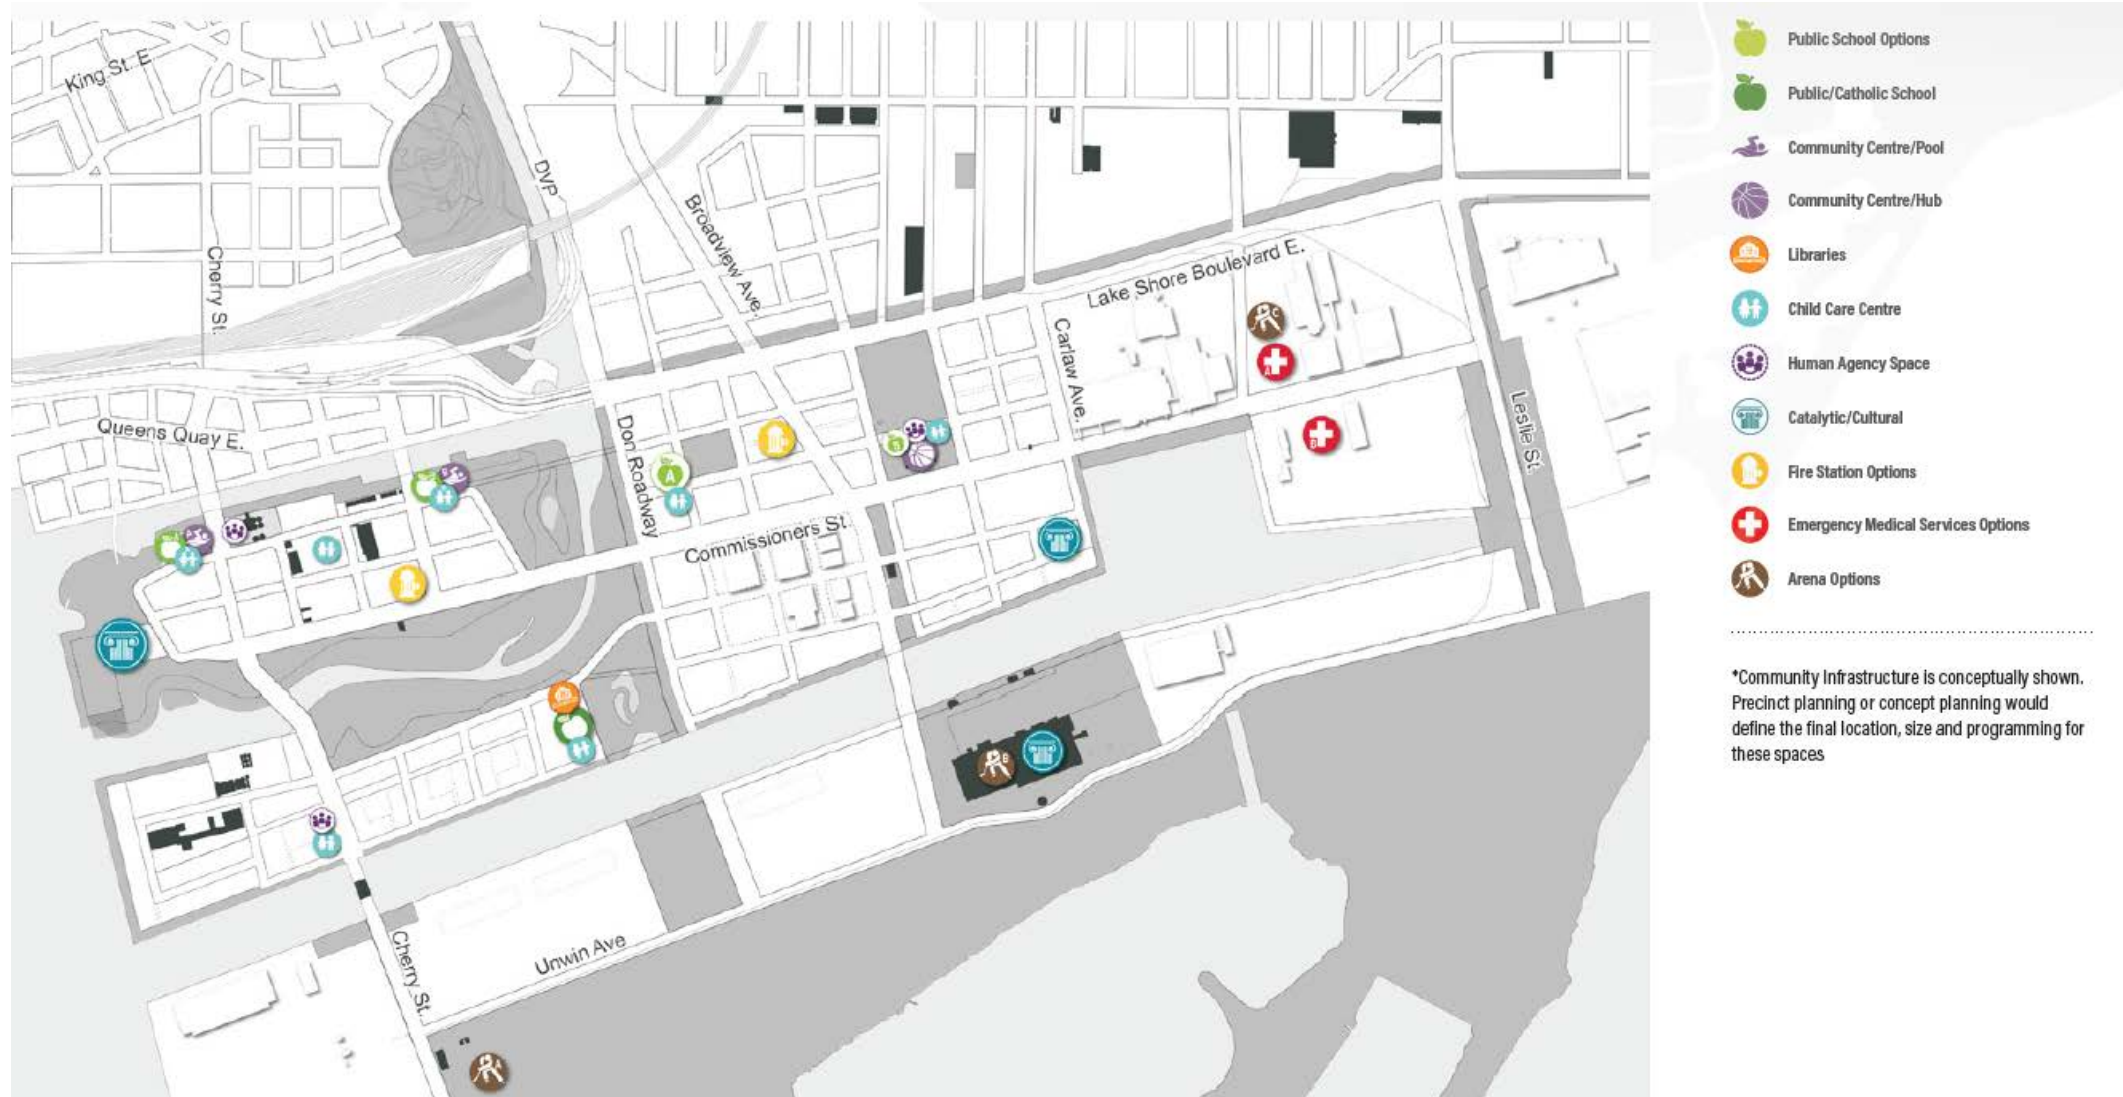 King St. E
DVP
Broadview Ave.
Cherry St.
Lake Shore Boulevard E.
Carlaw Ave.
Queens Quay E.
Don Roadway
Leslie St.
Commissioners St
Unwin Ave
Cherry St.
C
A
A
B
A
Public School Options
Public/Catholic School
Community Centre/Pool
Community Centre/Hub
Libraries
Child Care Centre
Human Agency Space
Catalytic/Cultural
Fire Station Options
Emergency Medical Services Options
Arena Options
*Community Infrastructure is conceptually shown.
Precinct planning or concept planning would
define the final location, size and programming for
these spaces